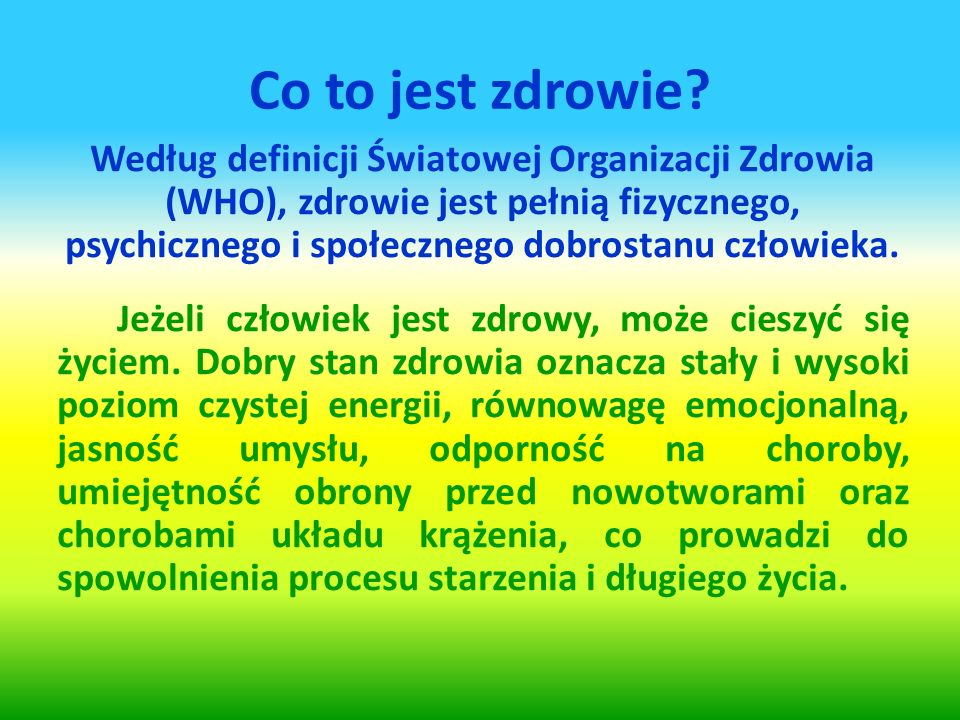 Co to jest zdrowie?
Według definicji Światowej Organizacji Zdrowia
(WHO), zdrowie jest pełnią fizycznego,
psychicznego i społecznego dobrostanu człowieka.
Jeżeli człowiek jest zdrowy, może cieszyć się
życiem. Dobry stan zdrowia oznacza stały i wysoki
poziom czystej energii, równowagę emocjonalną,
jasność umysłu, odporność na choroby,
umiejętność obrony przed nowotworami oraz
chorobami układu krążenia, co prowadzi do
spowolnienia procesu starzenia i długiego życia.